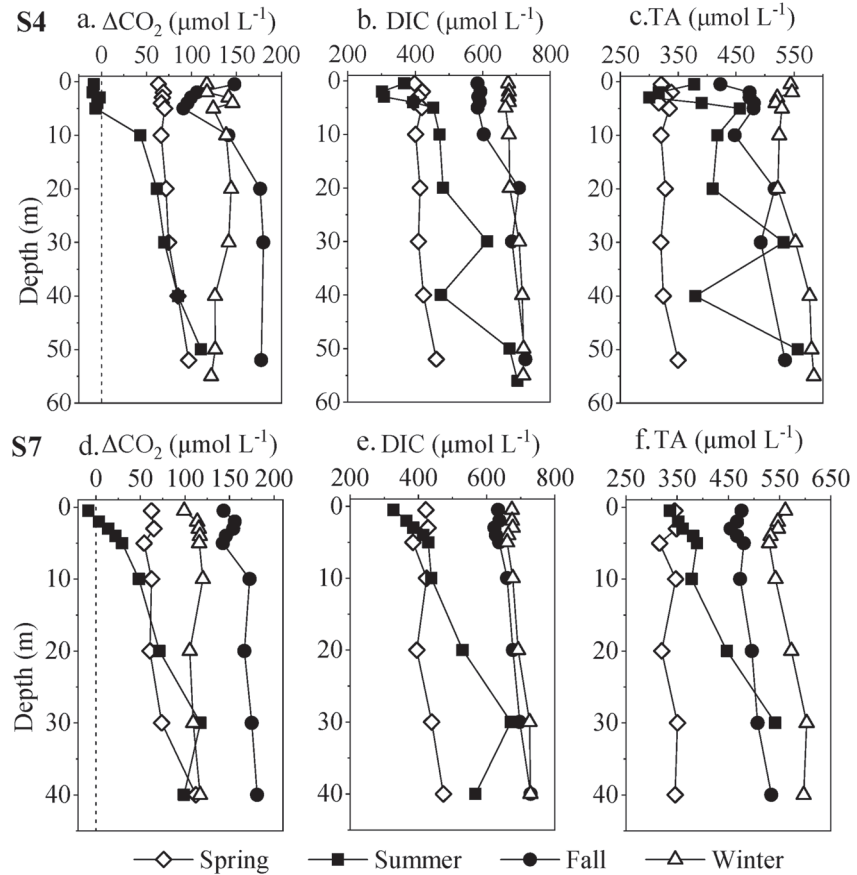 S4 a. ΔCO₂ (μmol L⁻¹) b. DIC (μmol L⁻¹) c.TA (μmol L⁻¹)
-50 0 50 100 150 200 200 400 600 800 250 350 450 550
0
10
20
30
40
50
60
Depth (m)
S7 d. ΔCO₂ (μmol L⁻¹) e. DIC (μmol L⁻¹) f. TA (μmol L⁻¹)
-50 0 50 100 150 200 200 400 600 800 250 350 450 550 650
0
10
20
30
40
Depth (m)
Spring Summer Fall Winter